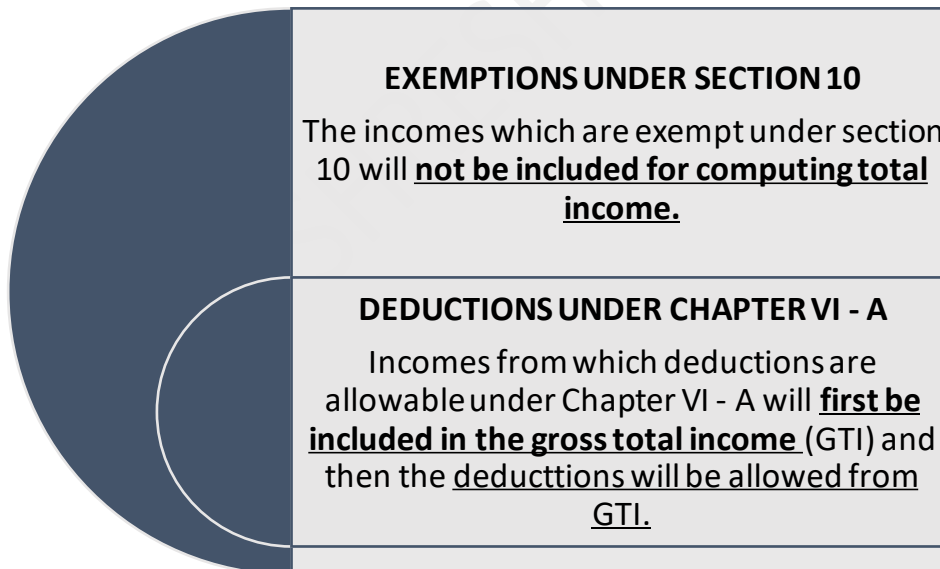 EXEMPTIONS UNDER SECTION 10
The incomes which are exempt under section
10 will not be included for computing total
income.
DEDUCTIONS UNDER CHAPTER VI - A
Incomes from which deductions are
allowable under Chapter VI - A will first be
included in the gross total income (GTI) and
then the deducttions will be allowed from
GTI.